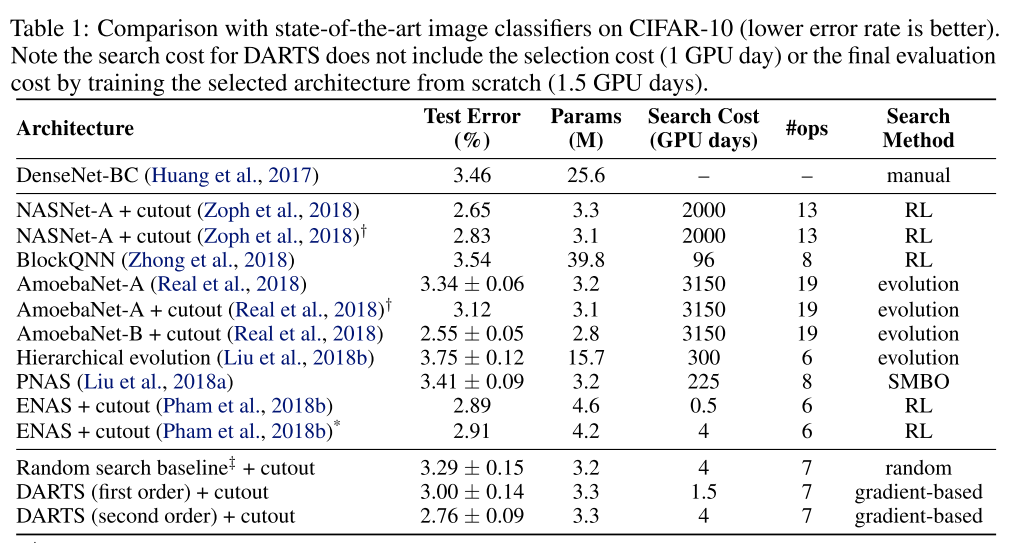 Table 1: Comparison with state-of-the-art image classifiers on CIFAR-10 (lower error rate is better).
Note the search cost for DARTS does not include the selection cost (1 GPU day) or the final evaluation
cost by training the selected architecture from scratch (1.5 GPU days).
Architecture Test Error (%) Params (M) Search Cost (GPU days) #ops Search Method
DenseNet-BC (Huang et al., 2017) 3.46 25.6 – – manual
NASNet-A + cutout (Zoph et al., 2018) 2.65 3.3 2000 13 RL
NASNet-A + cutout (Zoph et al., 2018)† 2.83 3.1 2000 13 RL
BlockQNN (Zhong et al., 2018) 3.54 39.8 96 8 RL
AmoebaNet-A (Real et al., 2018) 3.34 ± 0.06 3.2 3150 19 evolution
AmoebaNet-A + cutout (Real et al., 2018)† 3.12 3.1 3150 19 evolution
AmoebaNet-B + cutout (Real et al., 2018) 2.55 ± 0.05 2.8 3150 19 evolution
Hierarchical evolution (Liu et al., 2018b) 3.75 ± 0.12 15.7 300 6 evolution
PNAS (Liu et al., 2018a) 3.41 ± 0.09 3.2 225 8 SMBO
ENAS + cutout (Pham et al., 2018b) 2.89 4.6 0.5 6 RL
ENAS + cutout (Pham et al., 2018b)* 2.91 4.2 4 6 RL
Random search baseline‡ + cutout 3.29 ± 0.15 3.2 4 7 random
DARTS (first order) + cutout 3.00 ± 0.14 3.3 1.5 7 gradient-based
DARTS (second order) + cutout 2.76 ± 0.09 3.3 4 7 gradient-based